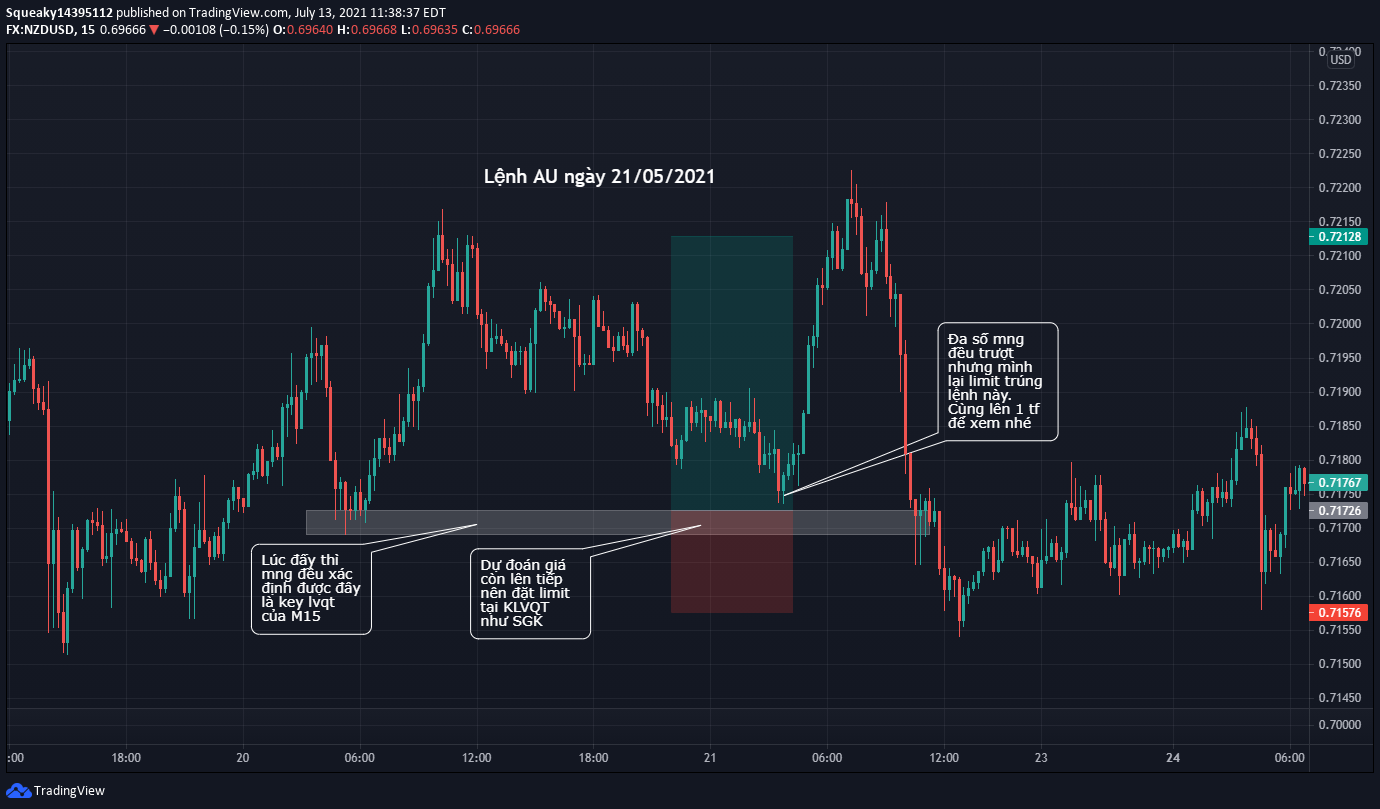 Squeaky14395112 published on TradingView.com, July 13, 2021 11:38:37 EDT
FX:NZDUSD, 15 0.69666 ▼ −0.00108 (−0.15%) O:0.69640 H:0.69668 L:0.69635 C:0.69666
0.72400
USD
0.72350
0.72300
0.72250
Lệnh AU ngày 21/05/2021
0.72200
0.72150
0.72128
0.72100
0.72050
0.72000
Đa số mng
đều trượt
nhưng mình
lại limit trúng
lệnh này.
Cùng lên 1 tf
để xem nhé
0.71950
0.71900
0.71850
0.71800
0.71767
0.71750
0.71726
0.71700
Lúc đấy thì
mng đều xác
định được đây
là key lvqt
của M15
Dự đoán giá
còn lên tiếp
nên đặt limit
tại KLVQT
như SGK
0.71650
0.71600
0.71576
0.71550
0.71500
0.71450
0.70000
:00 18:00 20 06:00 12:00 18:00 21 06:00 12:00 23 24 06:00
TradingView